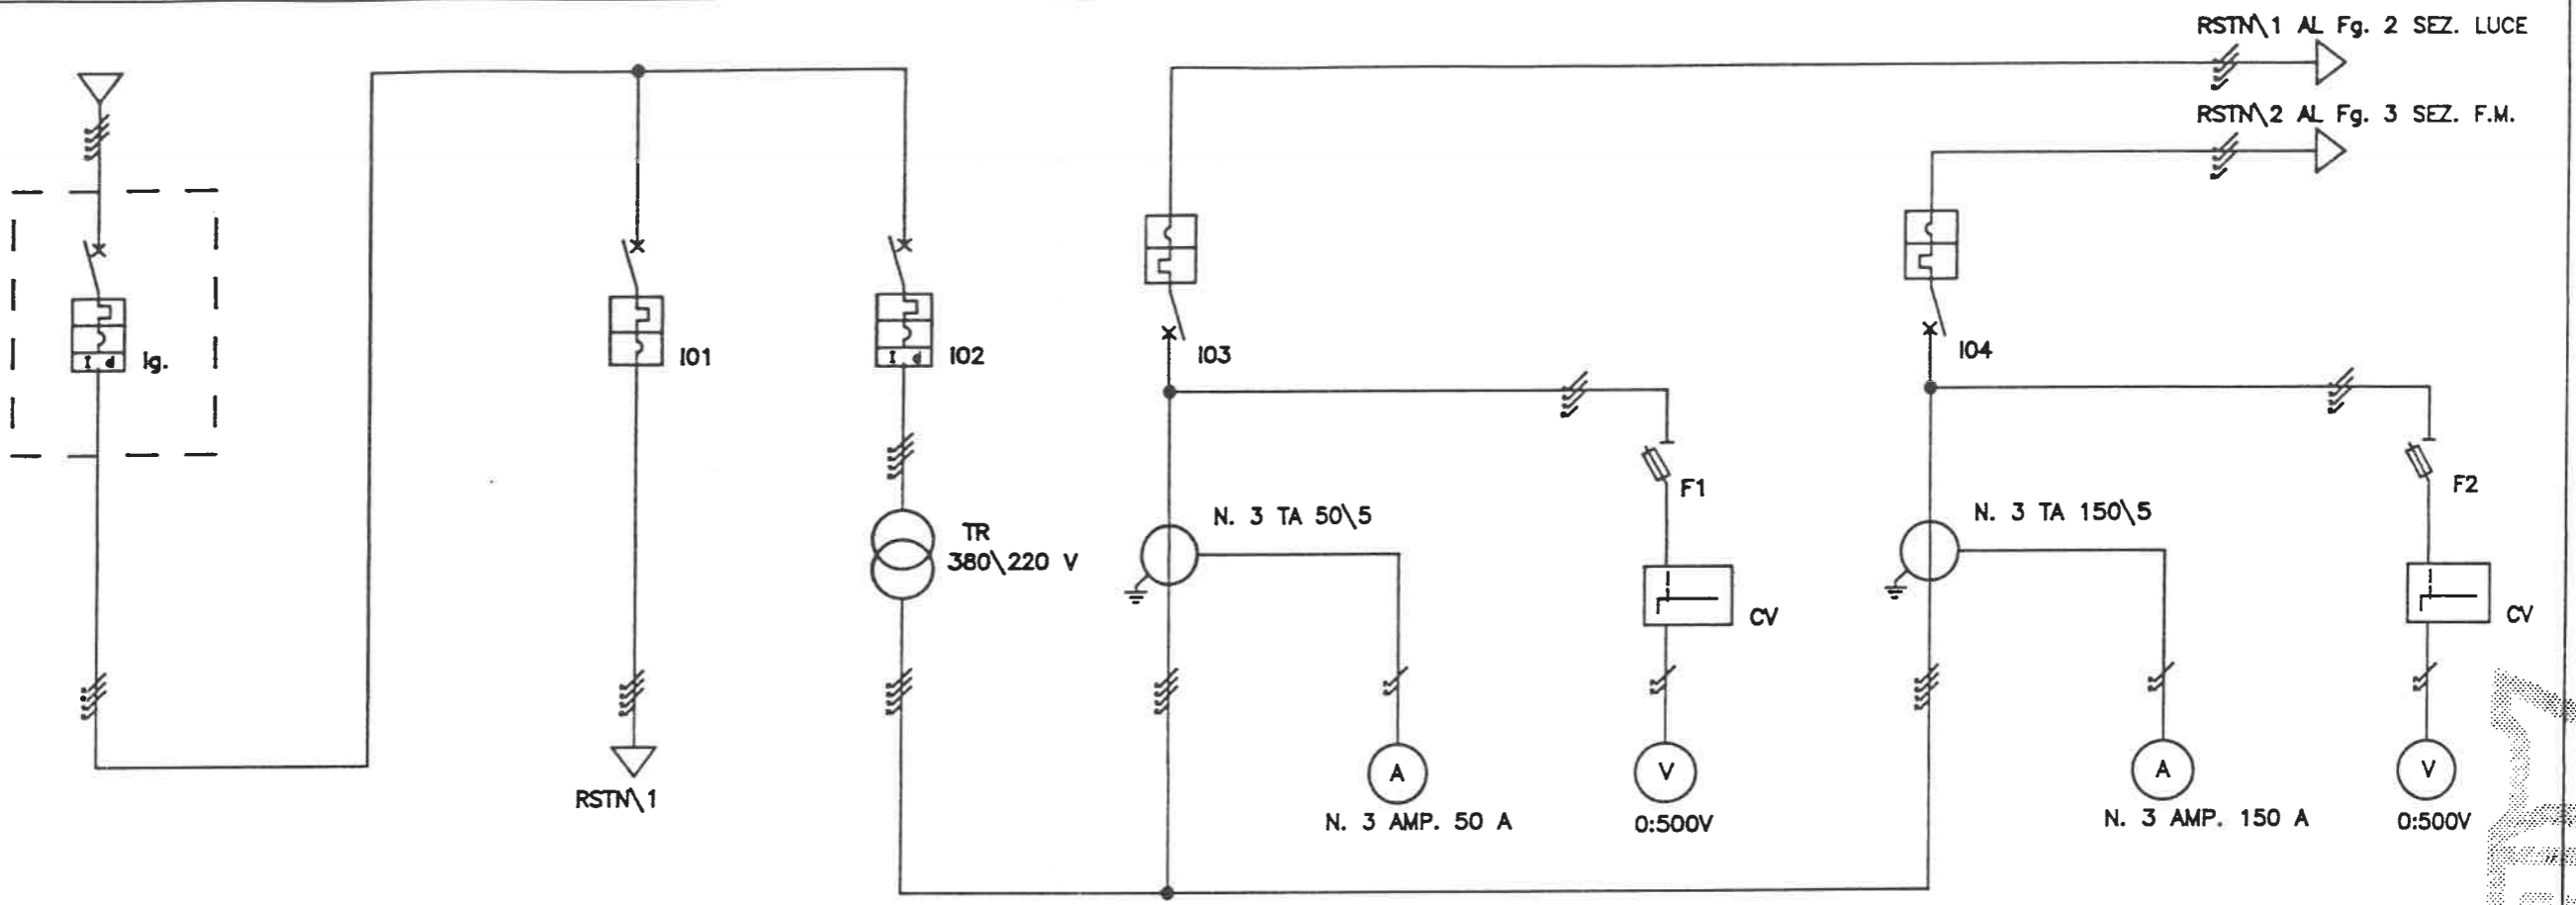 RSTN\1 AL Fg. 2 SEZ. LUCE
RSTN\2 AL Fg. 3 SEZ. F.M.
I d
Ig.
I01
I d
I02
I03
I04
F1
F2
N. 3 TA 50\5
N. 3 TA 150\5
TR
380\220 V
CV
CV
A
V
A
V
RSTN\1
N. 3 AMP. 50 A
0:500V
N. 3 AMP. 150 A
0:500V